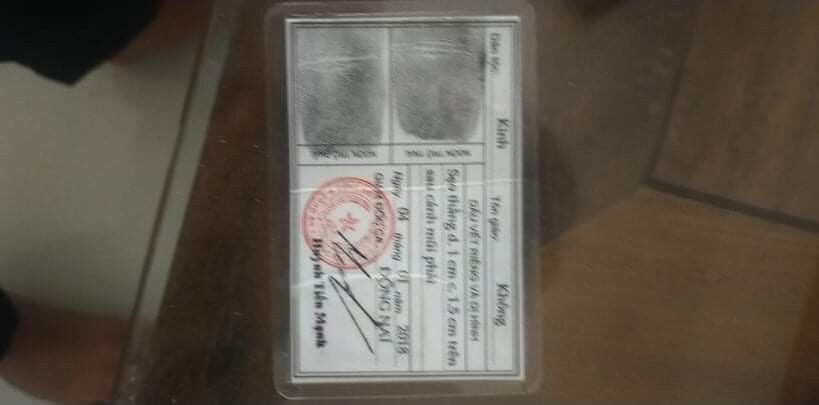 Dân tộc: Kinh Tôn giáo: Không
DẤU VẾT RIÊNG VÀ DỊ HÌNH
Sẹo thẳng d. 1 cm c. 1,5 cm trên
sau cánh mũi phải
NGÓN TRỎ TRÁI
NGÓN TRỎ PHẢI
Ngày 04 tháng 01 năm 2018
GIÁM ĐỐC CA ĐỒNG NAI
Huỳnh Tiến Mạnh